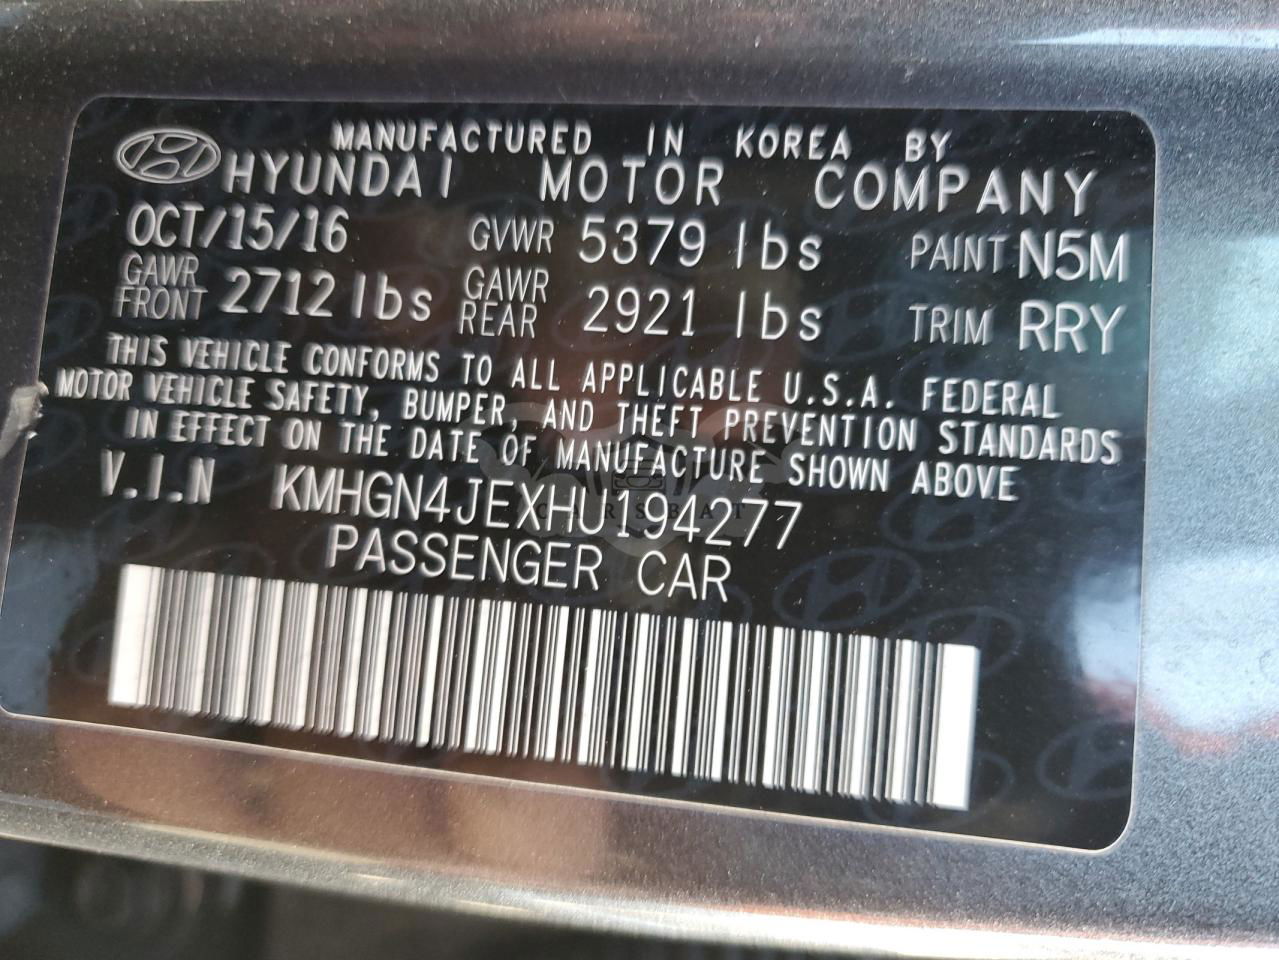 MANUFACTURED IN KOREA BY
HYUNDAI MOTOR COMPANY
OCT/15/16 GVWR 5379 lbs PAINT N5M
GAWR FRONT 2712 lbs GAWR REAR 2921 lbs TRIM RRY
THIS VEHICLE CONFORMS TO ALL APPLICABLE U.S.A. FEDERAL
MOTOR VEHICLE SAFETY, BUMPER, AND THEFT PREVENTION STANDARDS
IN EFFECT ON THE DATE OF MANUFACTURE SHOWN ABOVE
V.I.N KMHGN4JEXHU194277
CARSBAT
PASSENGER CAR